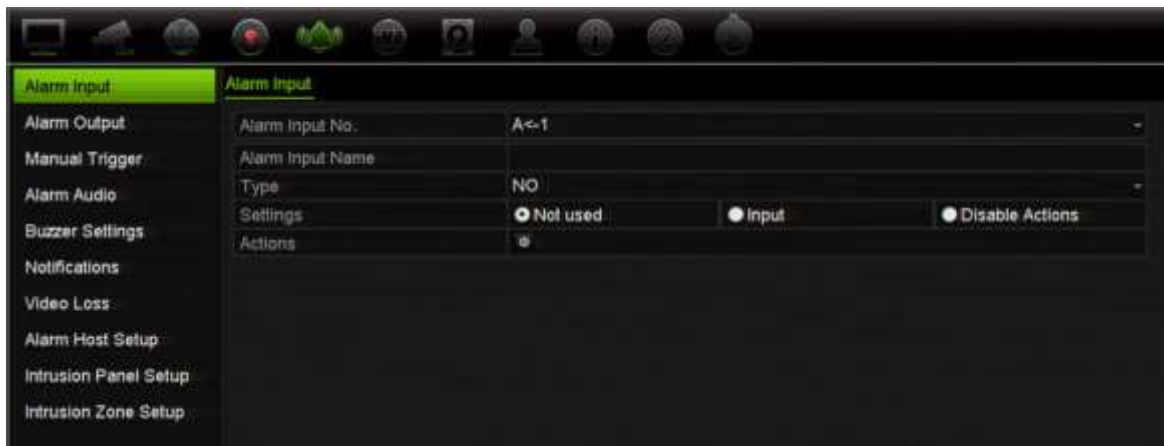 Alarm Input
Alarm Output
Manual Trigger
Alarm Audio
Buzzer Settings
Notifications
Video Loss
Alarm Host Setup
Intrusion Panel Setup
Intrusion Zone Setup
Alarm Input
Alarm Input No. A<-1
Alarm Input Name
Type NO
Settings Not used Input Disable Actions
Actions